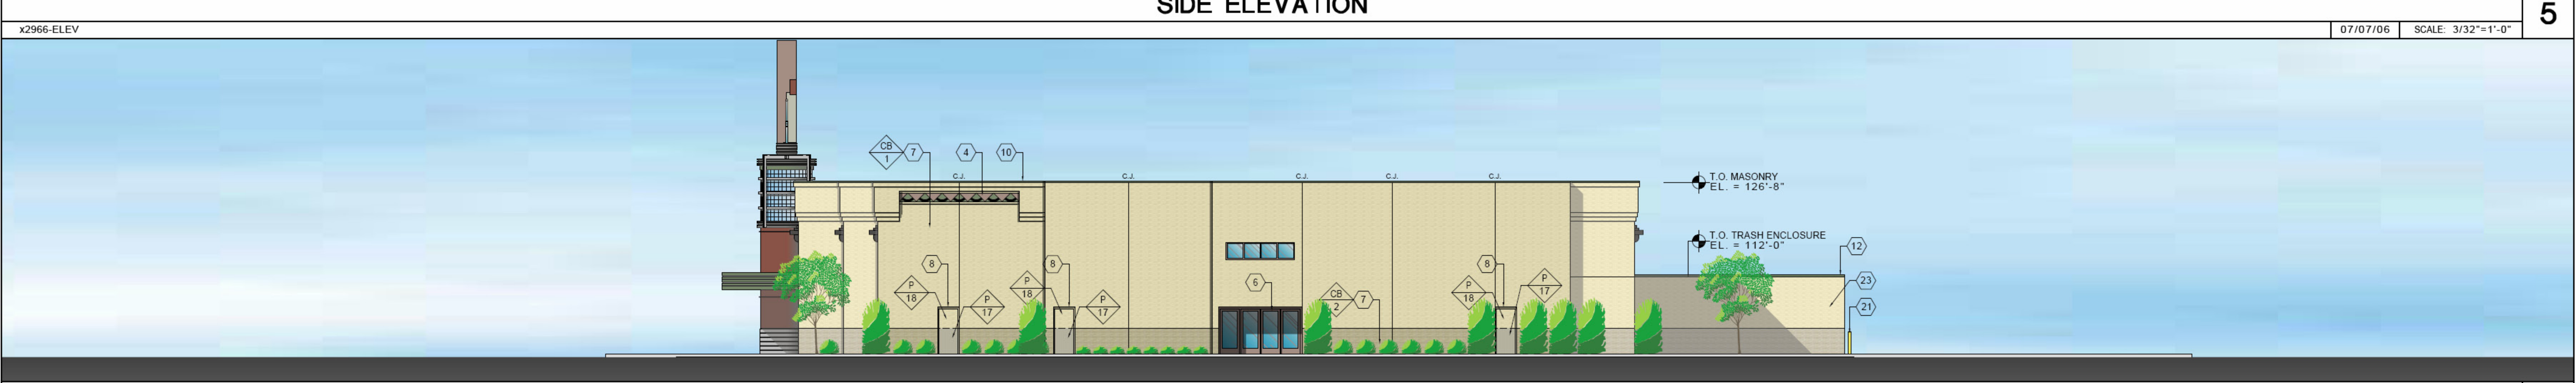 SIDE ELEVATION
5
x2966-ELEV
07/07/06
SCALE: 3/32"=1'-0"
CB
1
7
4
10
C.J.
C.J.
C.J.
C.J.
C.J.
T.O. MASONRY
EL. = 126'-8"
T.O. TRASH ENCLOSURE
EL. = 112'-0"
12
8
8
8
P
18
P
17
P
18
P
17
6
CB
2
7
P
18
P
17
23
21